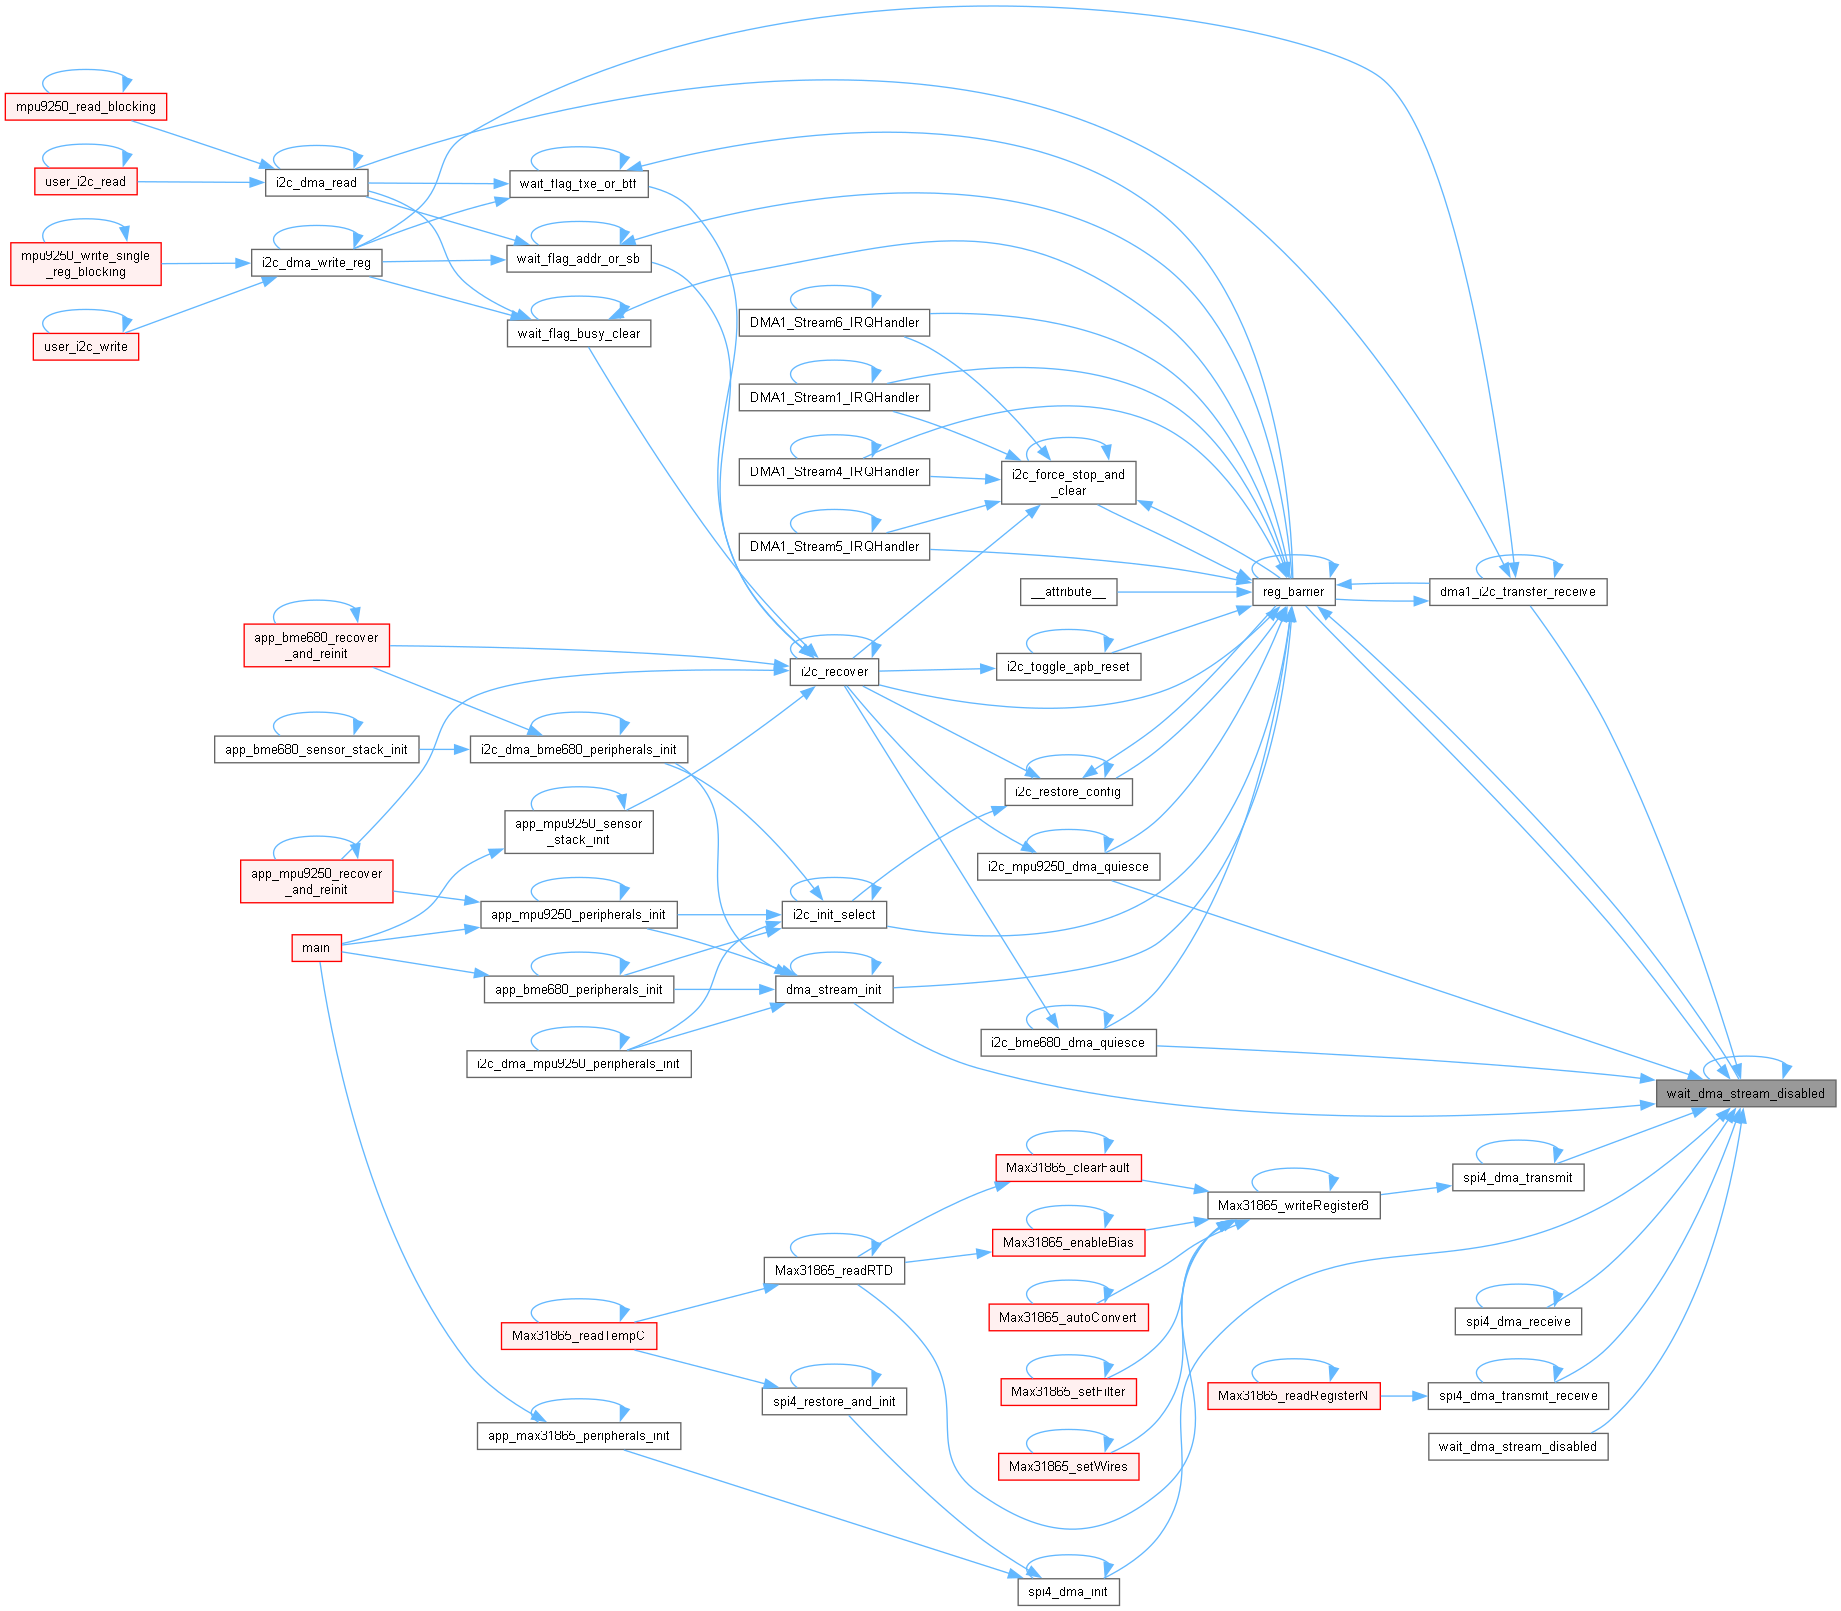 mpu9250_read_blocking
user_i2c_read
mpu9250_write_single
_reg_blocking
user_i2c_write
i2c_dma_read
i2c_dma_write_reg
wait_flag_txe_or_btf
wait_flag_addr_or_sb
wait_flag_busy_clear
DMA1_Stream6_IRQHandler
DMA1_Stream1_IRQHandler
DMA1_Stream4_IRQHandler
DMA1_Stream5_IRQHandler
i2c_force_stop_and
_clear
__attribute__
reg_barrier
dma1_i2c_transfer_receive
app_bme680_recover
_and_reinit
i2c_recover
i2c_toggle_apb_reset
app_bme680_sensor_stack_init
i2c_dma_bme680_peripherals_init
i2c_restore_config
app_mpu9250_sensor
_stack_init
app_mpu9250_recover
_and_reinit
i2c_mpu9250_dma_quiesce
app_mpu9250_peripherals_init
i2c_init_select
main
app_bme680_peripherals_init
dma_stream_init
i2c_dma_mpu9250_peripherals_init
i2c_bme680_dma_quiesce
wait_dma_stream_disabled
Max31865_clearFault
Max31865_writeRegister8
spi4_dma_transmit
Max31865_enableBias
Max31865_readRTD
Max31865_autoConvert
spi4_dma_receive
Max31865_readTempC
Max31865_setFilter
Max31865_readRegisterN
spi4_dma_transmit_receive
spi4_restore_and_init
app_max31865_peripherals_init
wait_dma_stream_disabled
Max31865_setWires
spi4_dma_init